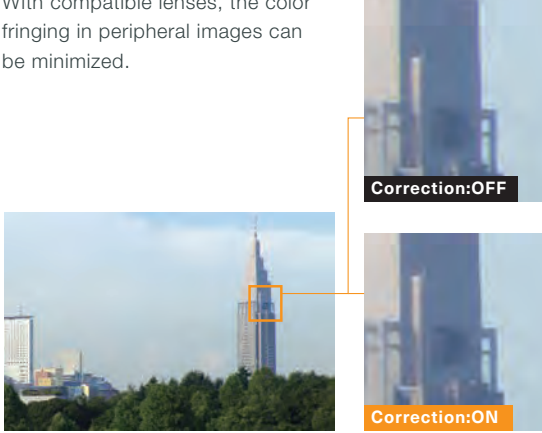 With compatible lenses, the color
fringing in peripheral images can
be minimized.
Correction:OFF
Correction:ON